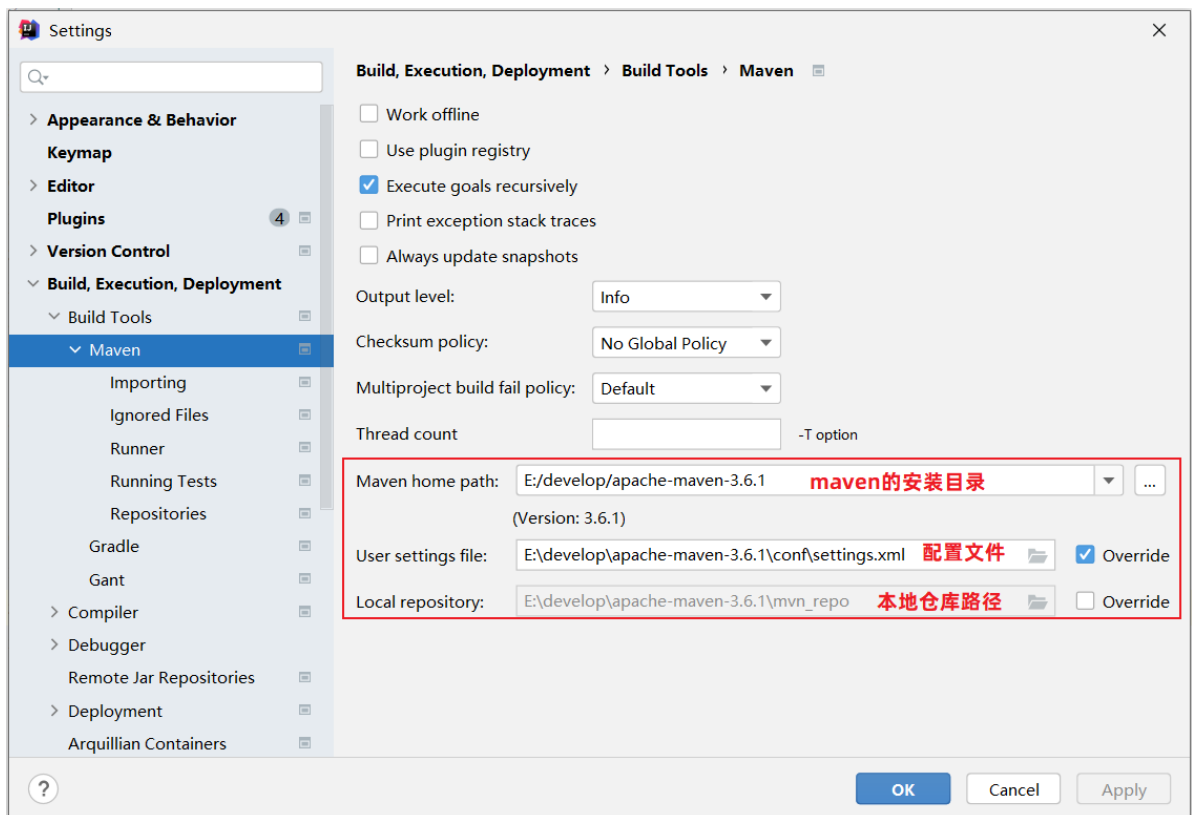 Settings
Appearance & Behavior
Keymap
Editor
Plugins 4
Version Control
Build, Execution, Deployment
Build Tools
Maven
Importing
Ignored Files
Runner
Running Tests
Repositories
Gradle
Gant
Compiler
Debugger
Remote Jar Repositories
Deployment
Arquillian Containers
Build, Execution, Deployment > Build Tools > Maven
Work offline
Use plugin registry
Execute goals recursively
Print exception stack traces
Always update snapshots
Output level: Info
Checksum policy: No Global Policy
Multiproject build fail policy: Default
Thread count -T option
Maven home path: E:/develop/apache-maven-3.6.1 maven的安装目录 ...
(Version: 3.6.1)
User settings file: E:\develop\apache-maven-3.6.1\conf\settings.xml 配置文件 Override
Local repository: E:\develop\apache-maven-3.6.1\mvn_repo 本地仓库路径 Override
? OK Cancel Apply